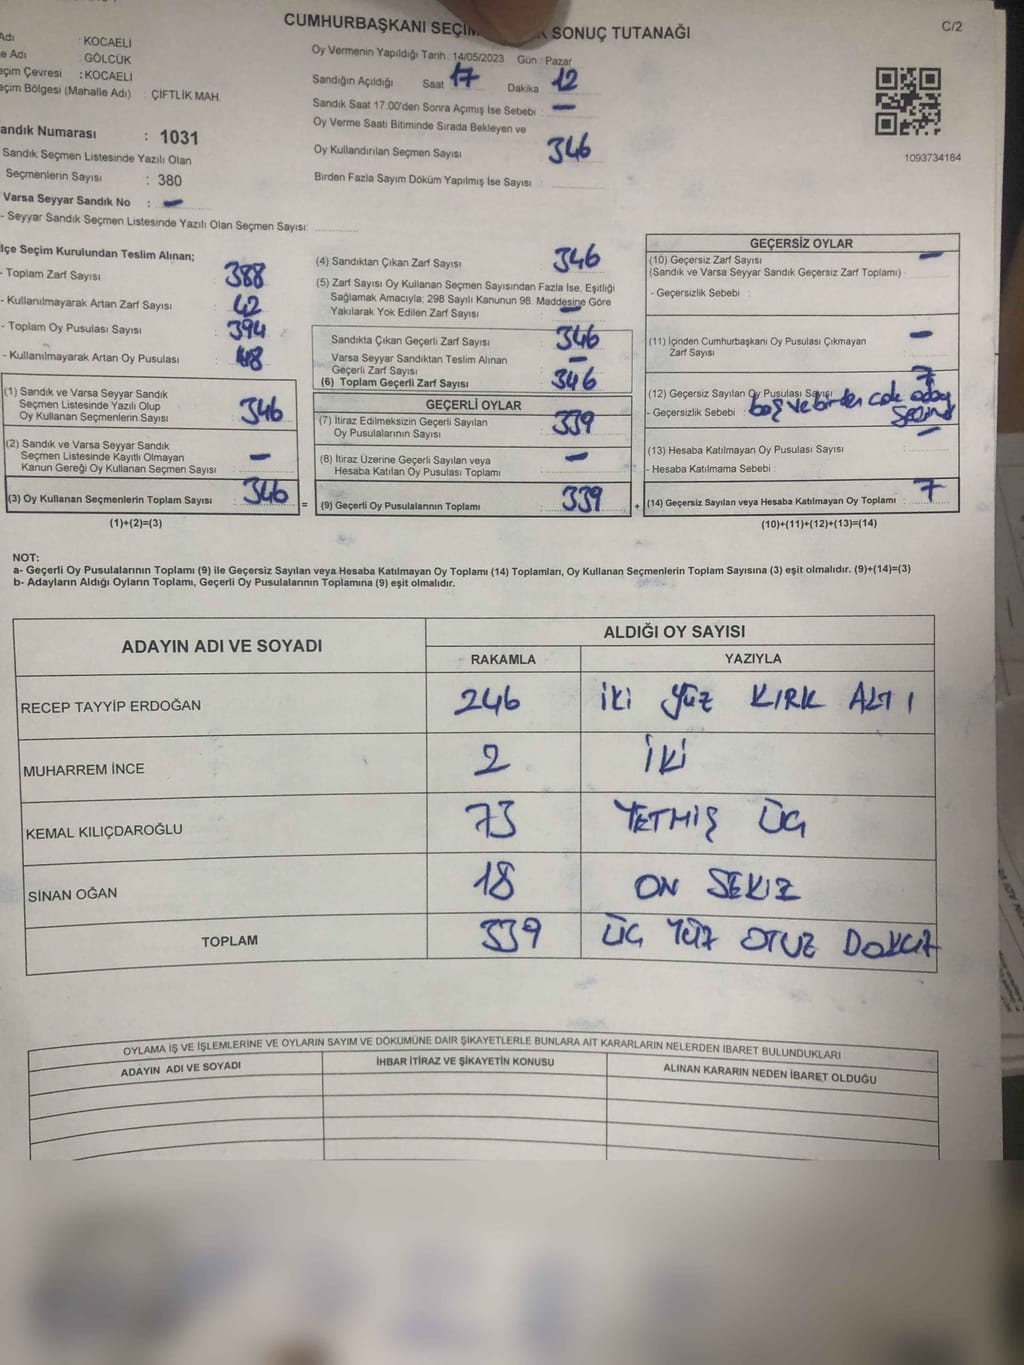 CUMHURBAŞKANI SEÇİM SONUÇ TUTANAĞI
C/2
Adı : KOCAELİ
e Adı : GÖLCÜK
eçim Çevresi : KOCAELİ
eçim Bölgesi (Mahalle Adı) : ÇİFTLİK MAH.
andık Numarası : 1031
Sandık Seçmen Listesinde Yazılı Olan
Seçmenlerin Sayısı : 380
Varsa Seyyar Sandık No : -
- Seyyar Sandık Seçmen Listesinde Yazılı Olan Seçmen Sayısı:
Oy Vermenin Yapıldığı Tarih : 14/05/2023 Gün : Pazar
Sandığın Açıldığı Saat 17 Dakika 12
Sandık Saat 17:00'den Sonra Açımış İse Sebebi : -
Oy Verme Saati Bitiminde Sırada Bekleyen ve
Oy Kullandırılan Seçmen Sayısı 346
Birden Fazla Sayım Döküm Yapılmış İse Sayısı :
1093734184
lçe Seçim Kurulundan Teslim Alınan;
- Toplam Zarf Sayısı 388
- Kullanılmayarak Artan Zarf Sayısı 42
- Toplam Oy Pusulası Sayısı 394
- Kullanılmayarak Artan Oy Pusulası 48
(1) Sandık ve Varsa Seyyar Sandık
Seçmen Listesinde Yazılı Olup
Oy Kullanan Seçmenlerin Sayısı 346
(2) Sandık ve Varsa Seyyar Sandık
Seçmen Listesinde Kayıtlı Olmayan
Kanun Gereği Oy Kullanan Seçmen Sayısı -
(3) Oy Kullanan Seçmenlerin Toplam Sayısı : 346
(1)+(2)=(3)
=
(4) Sandıktan Çıkan Zarf Sayısı 346
(5) Zarf Sayısı Oy Kullanan Seçmen Sayısından Fazla İse, Eşitliği
Sağlamak Amacıyla; 298 Sayılı Kanunun 98. Maddesine Göre
Yakılarak Yok Edilen Zarf Sayısı -
Sandıkta Çıkan Geçerli Zarf Sayısı 346
Varsa Seyyar Sandıktan Teslim Alınan
Geçerli Zarf Sayısı -
(6) Toplam Geçerli Zarf Sayısı 346
GEÇERLİ OYLAR
(7) İtiraz Edilmeksizin Geçerli Sayılan
Oy Pusulalarının Sayısı 339
(8) İtiraz Üzerine Geçerli Sayılan veya
Hesaba Katılan Oy Pusulası Toplamı -
(9) Geçerli Oy Pusulalarının Toplamı 339
+
GEÇERSİZ OYLAR
(10) Geçersiz Zarf Sayısı -
(Sandık ve Varsa Seyyar Sandık Geçersiz Zarf Toplamı) :
- Geçersizlik Sebebi :
(11) İçinden Cumhurbaşkanı Oy Pusulası Çıkmayan
Zarf Sayısı -
(12) Geçersiz Sayılan Oy Pusulası Sayısı 7
- Geçersizlik Sebebi : boş ve birden cok aday
(13) Hesaba Katılmayan Oy Pusulası Sayısı -
- Hesaba Katılmama Sebebi :
(14) Geçersiz Sayılan veya Hesaba Katılmayan Oy Toplamı 7
(10)+(11)+(12)+(13)=(14)
NOT:
a- Geçerli Oy Pusulalarının Toplamı (9) ile Geçersiz Sayılan veya Hesaba Katılmayan Oy Toplamı (14) Toplamları, Oy Kullanan Seçmenlerin Toplam Sayısına (3) eşit olmalıdır. (9)+(14)=(3)
b- Adayların Aldığı Oyların Toplamı, Geçerli Oy Pusulalarının Toplamına (9) eşit olmalıdır.
ADAYIN ADI VE SOYADI ALDIĞI OY SAYISI
RAKAMLA YAZIYLA
RECEP TAYYİP ERDOĞAN 246 İKİ YÜZ KIRK ALTI
MUHARREM İNCE 2 İKİ
KEMAL KILIÇDAROĞLU 73 YETMİŞ ÜÇ
SİNAN OĞAN 18 ON SEKIZ
TOPLAM 339 ÜÇ YÜZ OTUZ DOKUZ
OYLAMA İŞ VE İŞLEMLERİNE VE OYLARIN SAYIM VE DÖKÜMÜNE DAİR ŞİKAYETLERLE BUNLARA AİT KARARLARIN NELERDEN İBARET BULUNDUKLARI
ADAYIN ADI VE SOYADI İHBAR İTİRAZ VE ŞİKAYETİN KONUSU ALINAN KARARIN NEDEN İBARET OLDUĞU